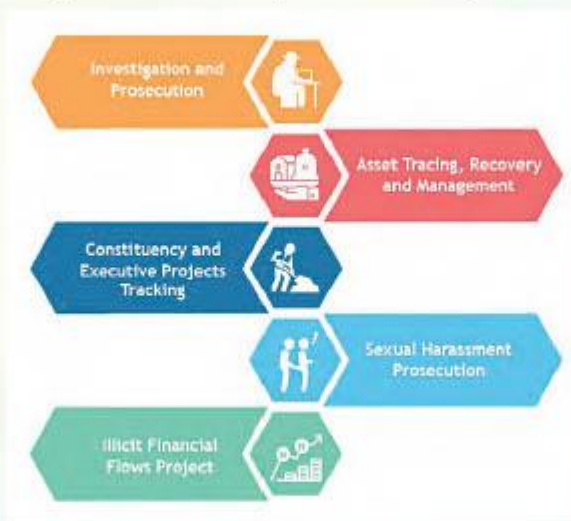 Investigation and
Prosecution
Asset Tracing, Recovery
and Management
Constituency and
Executive Projects
Tracking
Sexual Harassment
Prosecution
Illicit Financial
Flows Project